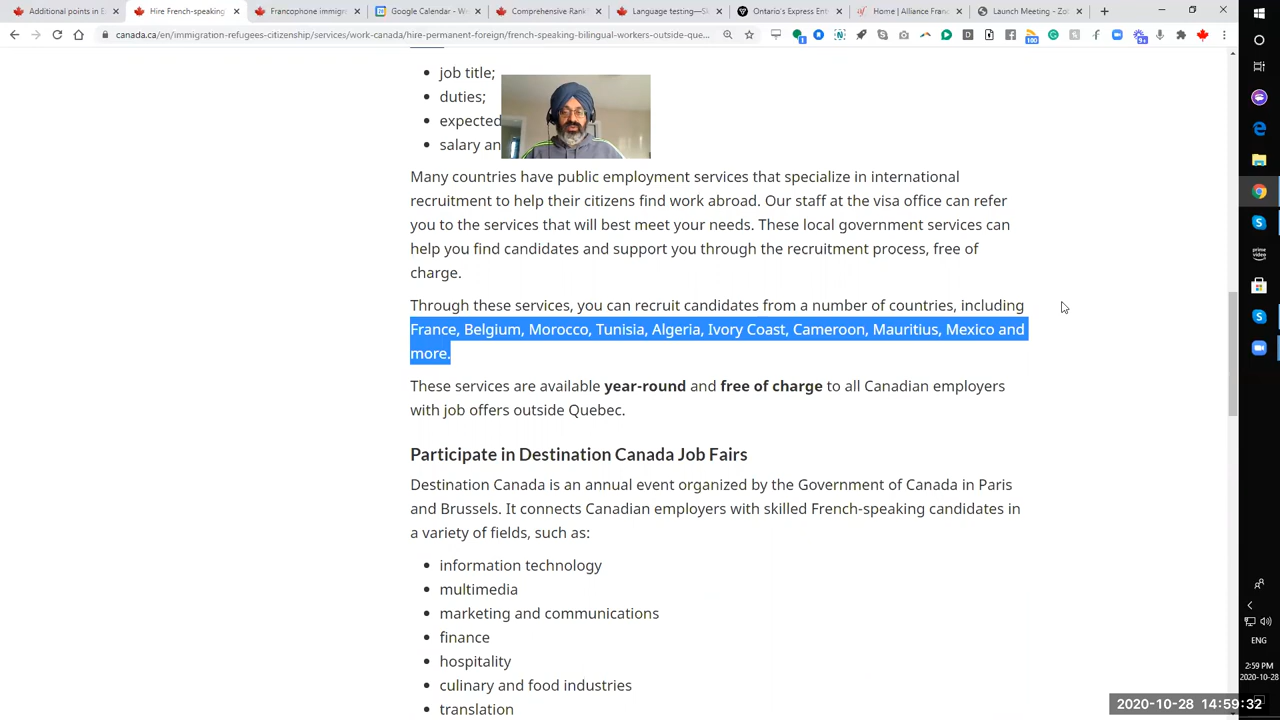 Additional points in E
Hire French-speaking
Francophone immigr
Google Calendar - We
Comprehensive Rank
Language testing—Sk
Ontario's Express Ent
Home | Alliance Fran
Launch Meeting - Zo
canada.ca/en/immigration-refugees-citizenship/services/work-canada/hire-permanent-foreign/french-speaking-bilingual-workers-outside-que...
job title;
duties;
expected
salary an
Many countries have public employment services that specialize in international
recruitment to help their citizens find work abroad. Our staff at the visa office can refer
you to the services that will best meet your needs. These local government services can
help you find candidates and support you through the recruitment process, free of
charge.
Through these services, you can recruit candidates from a number of countries, including
France, Belgium, Morocco, Tunisia, Algeria, Ivory Coast, Cameroon, Mauritius, Mexico and
more.
These services are available year-round and free of charge to all Canadian employers
with job offers outside Quebec.
Participate in Destination Canada Job Fairs
Destination Canada is an annual event organized by the Government of Canada in Paris
and Brussels. It connects Canadian employers with skilled French-speaking candidates in
a variety of fields, such as:
information technology
multimedia
marketing and communications
finance
hospitality
culinary and food industries
translation
prime
video
ENG
2:59 PM
2020-10-28
2020-10-28 14:59:32